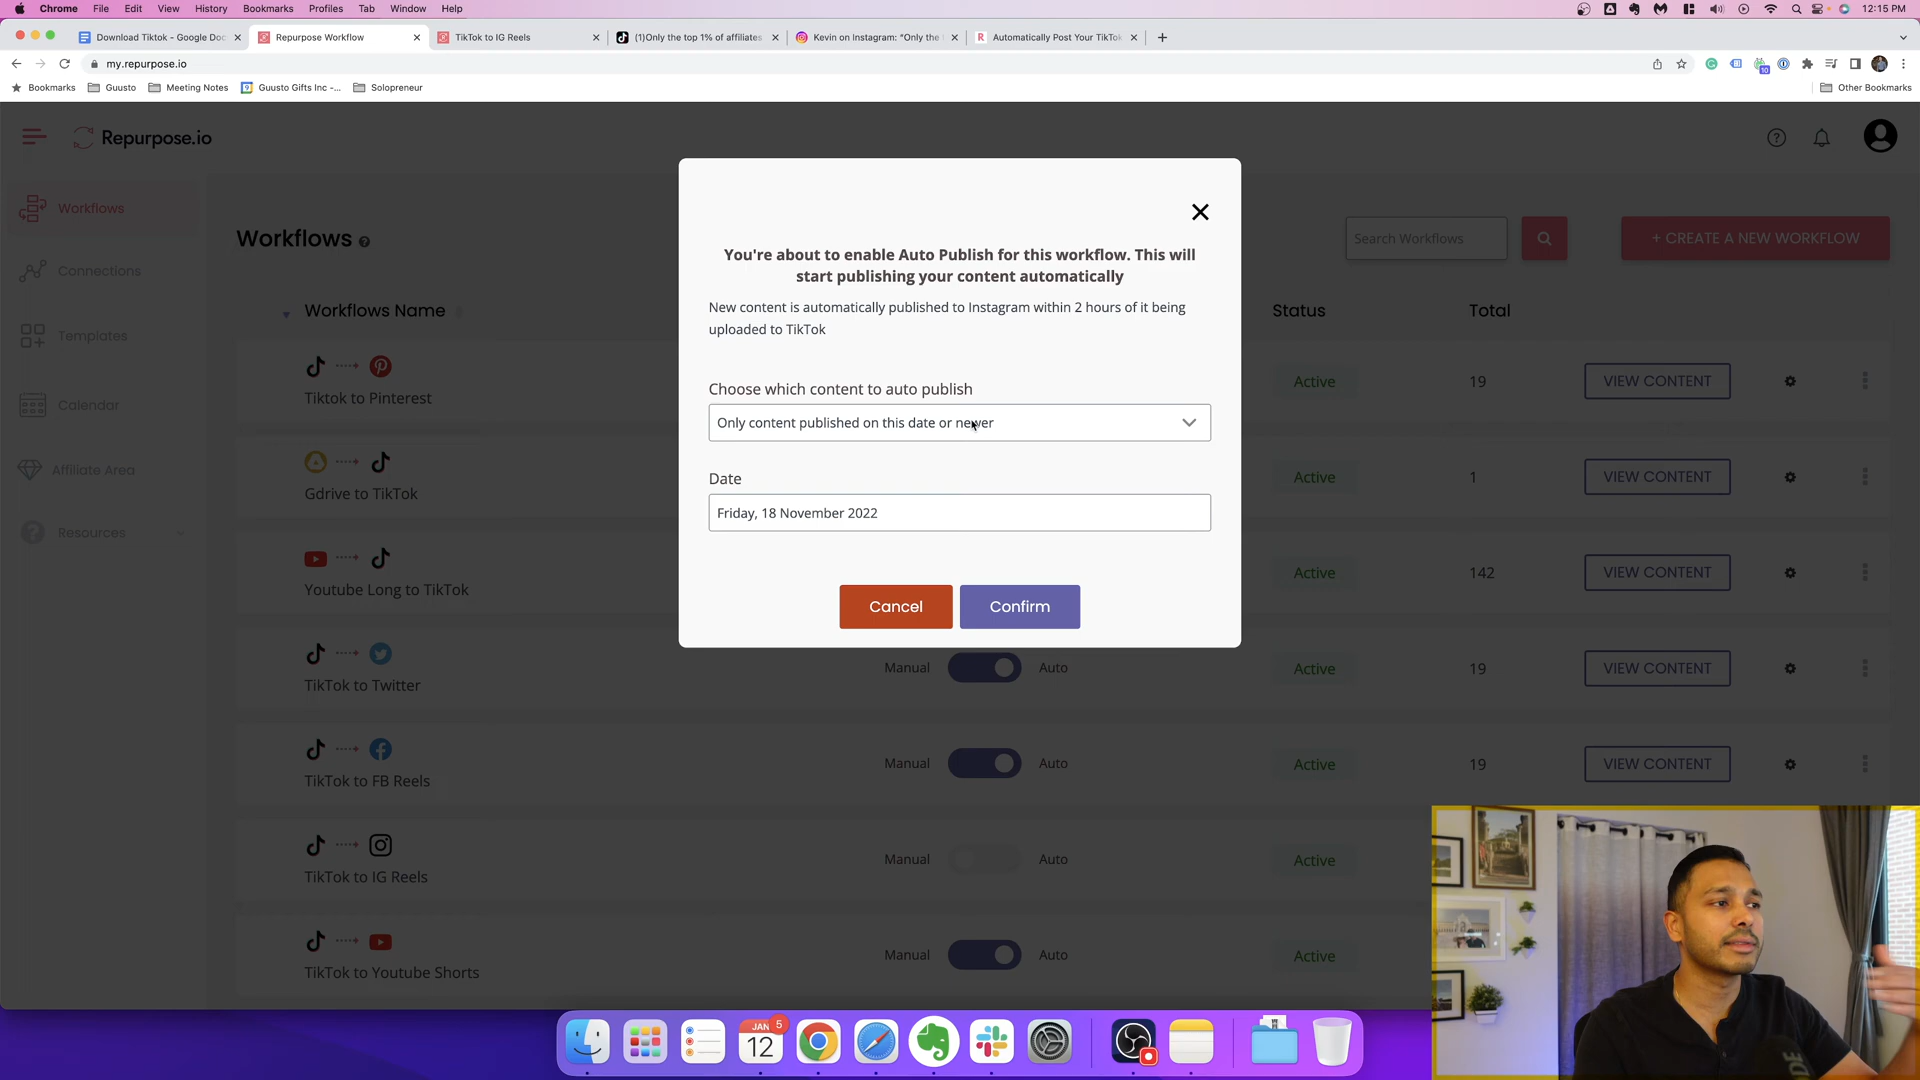 Chrome File Edit View History Bookmarks Profiles Tab Window Help 12:15 PM
Download Tiktok - Google Doc Repurpose Workflow TikTok to IG Reels (1)Only the top 1% of affiliates Kevin on Instagram: “Only the Automatically Post Your TikTok
my.repurpose.io
10
Bookmarks Guusto Meeting Notes Guusto Gifts Inc -... Solopreneur Other Bookmarks
Repurpose.io
Workflows
Connections
Templates
Calendar
Affiliate Area
Resources
Workflows
Search Workflows
+ CREATE A NEW WORKFLOW
Workflows Name Status Total
Tiktok to Pinterest Active 19 VIEW CONTENT
Gdrive to TikTok Active 1 VIEW CONTENT
Youtube Long to TikTok Active 142 VIEW CONTENT
TikTok to Twitter Manual Auto Active 19 VIEW CONTENT
TikTok to FB Reels Manual Auto Active 19 VIEW CONTENT
TikTok to IG Reels Manual Auto Active
TikTok to Youtube Shorts Manual Auto Active
You're about to enable Auto Publish for this workflow. This will
start publishing your content automatically
New content is automatically published to Instagram within 2 hours of it being
uploaded to TikTok
Choose which content to auto publish
Only content published on this date or newer
Date
Friday, 18 November 2022
Cancel Confirm
JAN 5
12